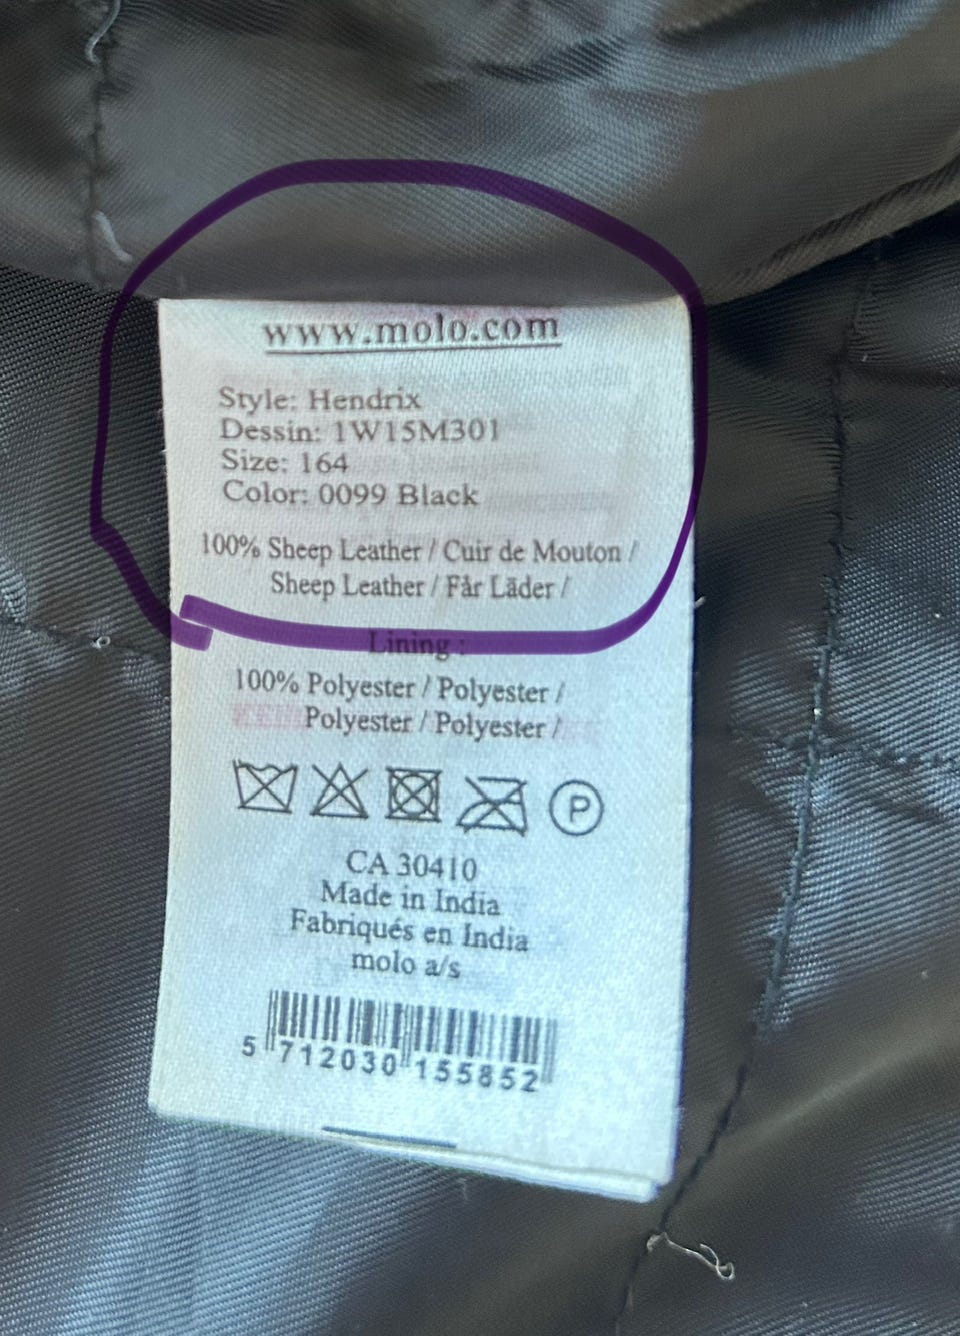 www.molo.com
Style: Hendrix
Dessin: 1W15M301
Size: 164
Color: 0099 Black
100% Sheep Leather / Cuir de Mouton /
Sheep Leather / Får Läder /
Lining :
100% Polyester / Polyester /
Polyester / Polyester /
P
CA 30410
Made in India
Fabriqués en India
molo a/s
5 712030 155852